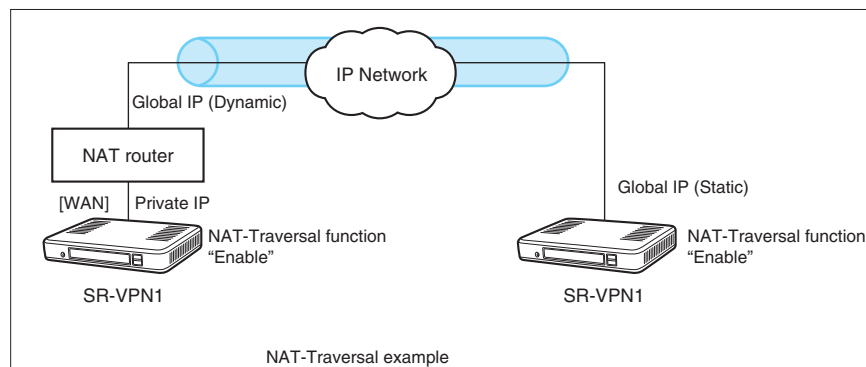 IP Network
Global IP (Dynamic)
NAT router
[WAN] Private IP
Global IP (Static)
NAT-Traversal function
“Enable”
NAT-Traversal function
“Enable”
SR-VPN1
SR-VPN1
NAT-Traversal example